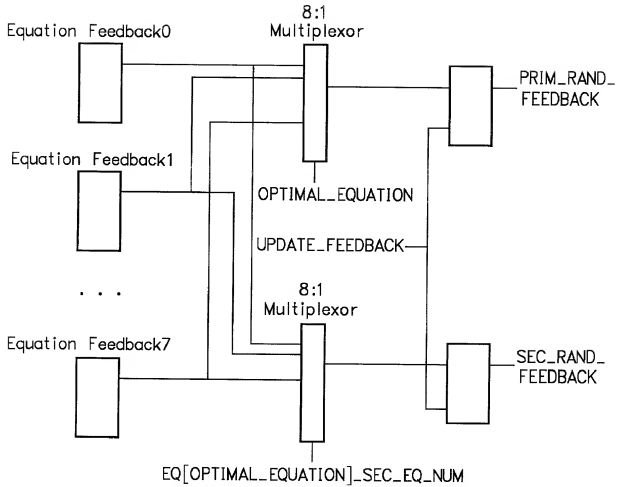 Equation Feedback0
8:1
Multiplexor
PRIM_RAND_
FEEDBACK
Equation Feedback1
OPTIMAL_EQUATION
UPDATE_FEEDBACK
. . .
8:1
Multiplexor
Equation Feedback7
SEC_RAND_
FEEDBACK
EQ[OPTIMAL_EQUATION]_SEC_EQ_NUM